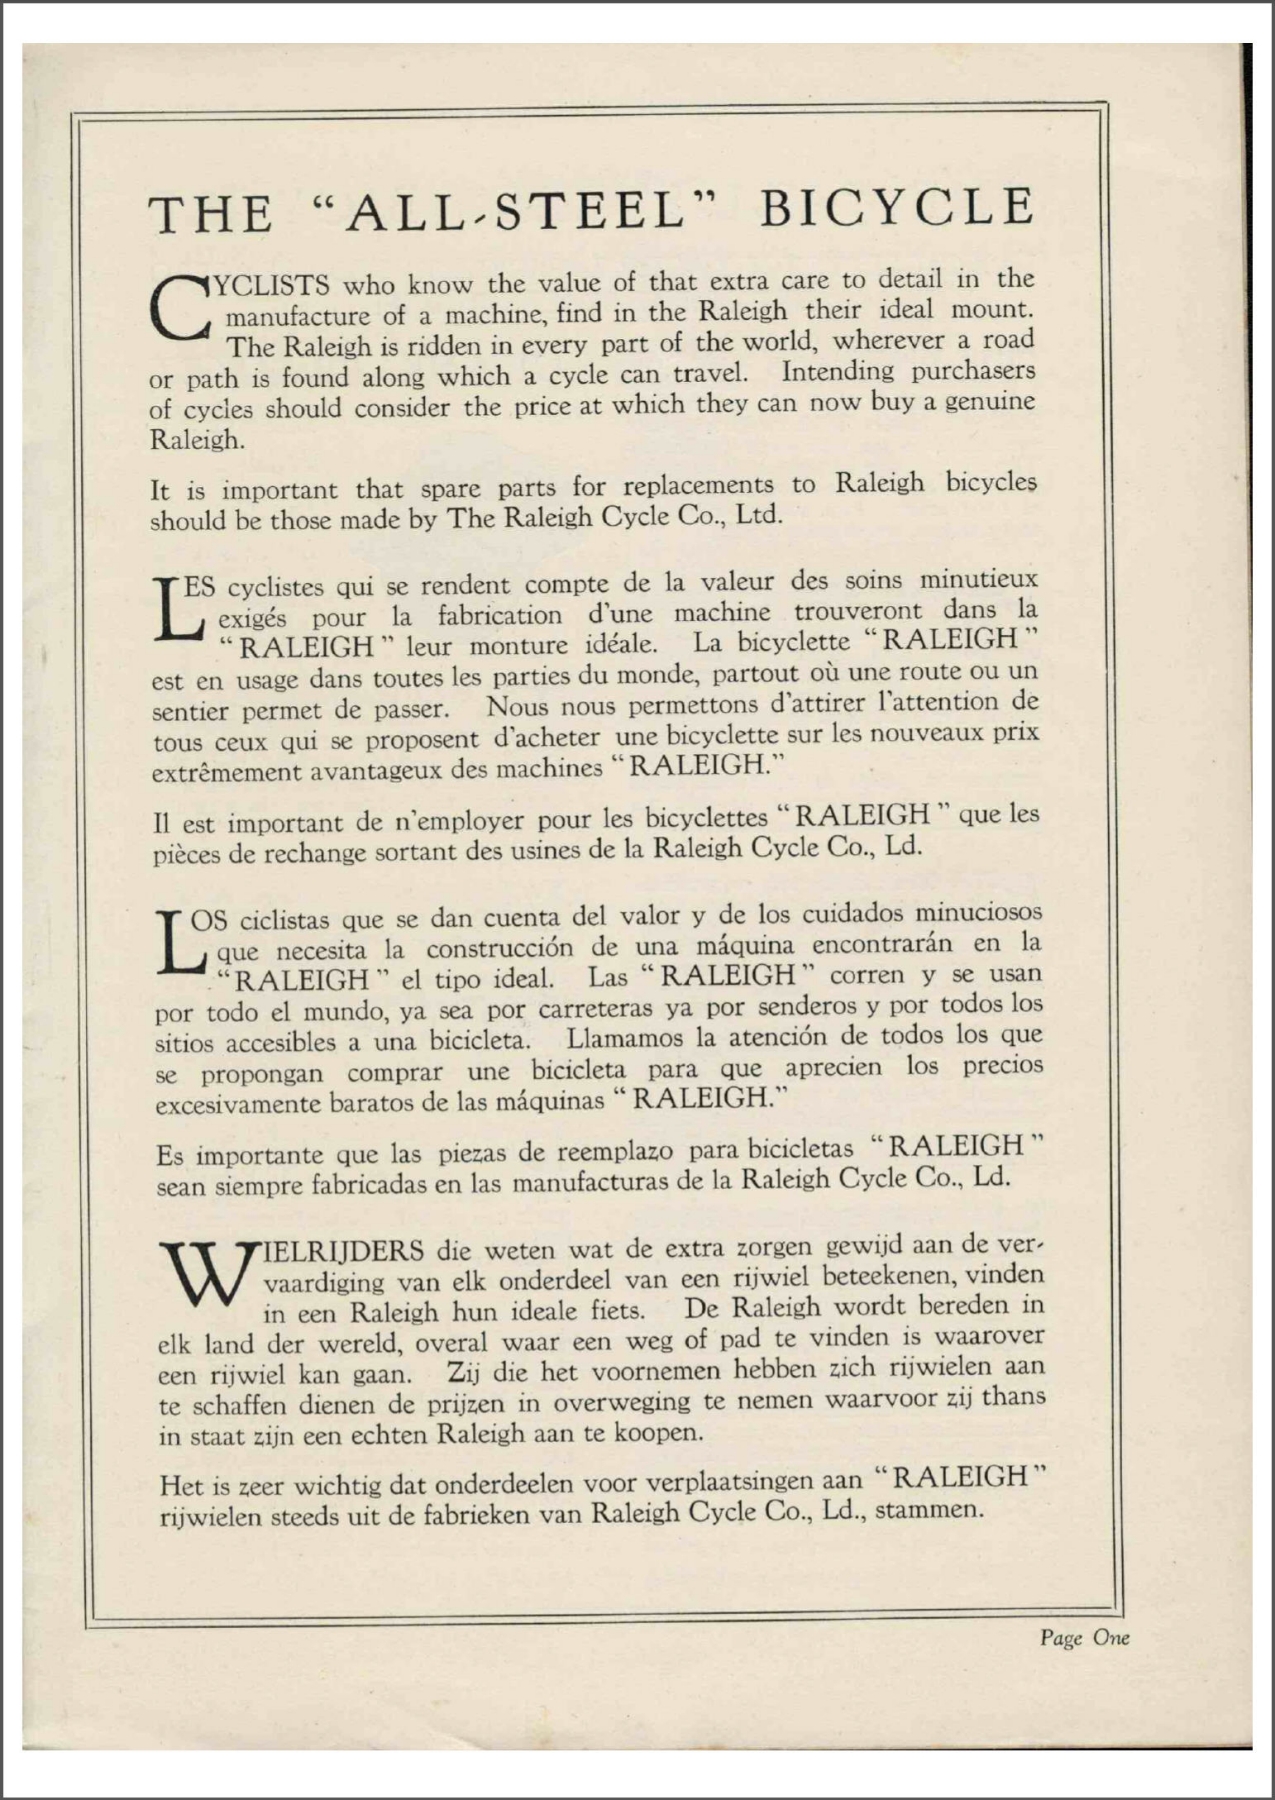 THE “ALL-STEEL” BICYCLE
CYCLISTS who know the value of that extra care to detail in the
manufacture of a machine, find in the Raleigh their ideal mount.
The Raleigh is ridden in every part of the world, wherever a road
or path is found along which a cycle can travel. Intending purchasers
of cycles should consider the price at which they can now buy a genuine
Raleigh.
It is important that spare parts for replacements to Raleigh bicycles
should be those made by The Raleigh Cycle Co., Ltd.
LES cyclistes qui se rendent compte de la valeur des soins minutieux
exigés pour la fabrication d'une machine trouveront dans la
“RALEIGH” leur monture idéale. La bicyclette “RALEIGH”
est en usage dans toutes les parties du monde, partout où une route ou un
sentier permet de passer. Nous nous permettons d'attirer l'attention de
tous ceux qui se proposent d'acheter une bicyclette sur les nouveaux prix
extrêmement avantageux des machines “RALEIGH.”
Il est important de n'employer pour les bicyclettes “RALEIGH” que les
pièces de rechange sortant des usines de la Raleigh Cycle Co., Ld.
LOS ciclistas que se dan cuenta del valor y de los cuidados minuciosos
que necesita la construcción de una máquina encontrarán en la
“RALEIGH” el tipo ideal. Las “RALEIGH” corren y se usan
por todo el mundo, ya sea por carreteras ya por senderos y por todos los
sitios accesibles a una bicicleta. Llamamos la atención de todos los que
se propongan comprar une bicicleta para que aprecien los precios
excesivamente baratos de las máquinas “RALEIGH.”
Es importante que las piezas de reemplazo para bicicletas “RALEIGH”
sean siempre fabricadas en las manufacturas de la Raleigh Cycle Co., Ld.
WIELRIJDERS die weten wat de extra zorgen gewijd aan de ver-
vaardiging van elk onderdeel van een rijwiel beteekenen, vinden
in een Raleigh hun ideale fiets. De Raleigh wordt bereden in
elk land der wereld, overal waar een weg of pad te vinden is waarover
een rijwiel kan gaan. Zij die het voornemen hebben zich rijwielen aan
te schaffen dienen de prijzen in overweging te nemen waarvoor zij thans
in staat zijn een echten Raleigh aan te koopen.
Het is zeer wichtig dat onderdeelen voor verplaatsingen aan “RALEIGH”
rijwielen steeds uit de fabrieken van Raleigh Cycle Co., Ld., stammen.
Page One